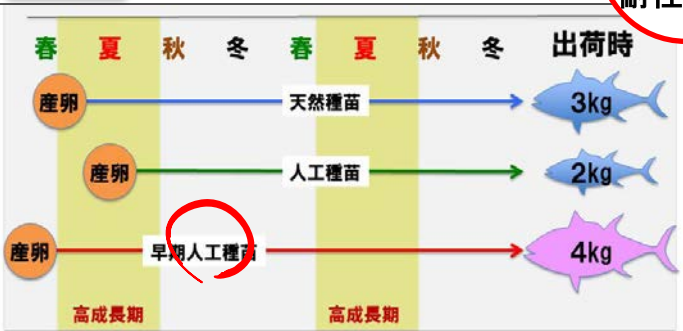 春 夏 秋 冬 春 夏 秋 冬 出荷時
産卵 天然種苗 3kg
産卵 人工種苗 2kg
産卵 早期人工種苗 4kg
高成長期 高成長期